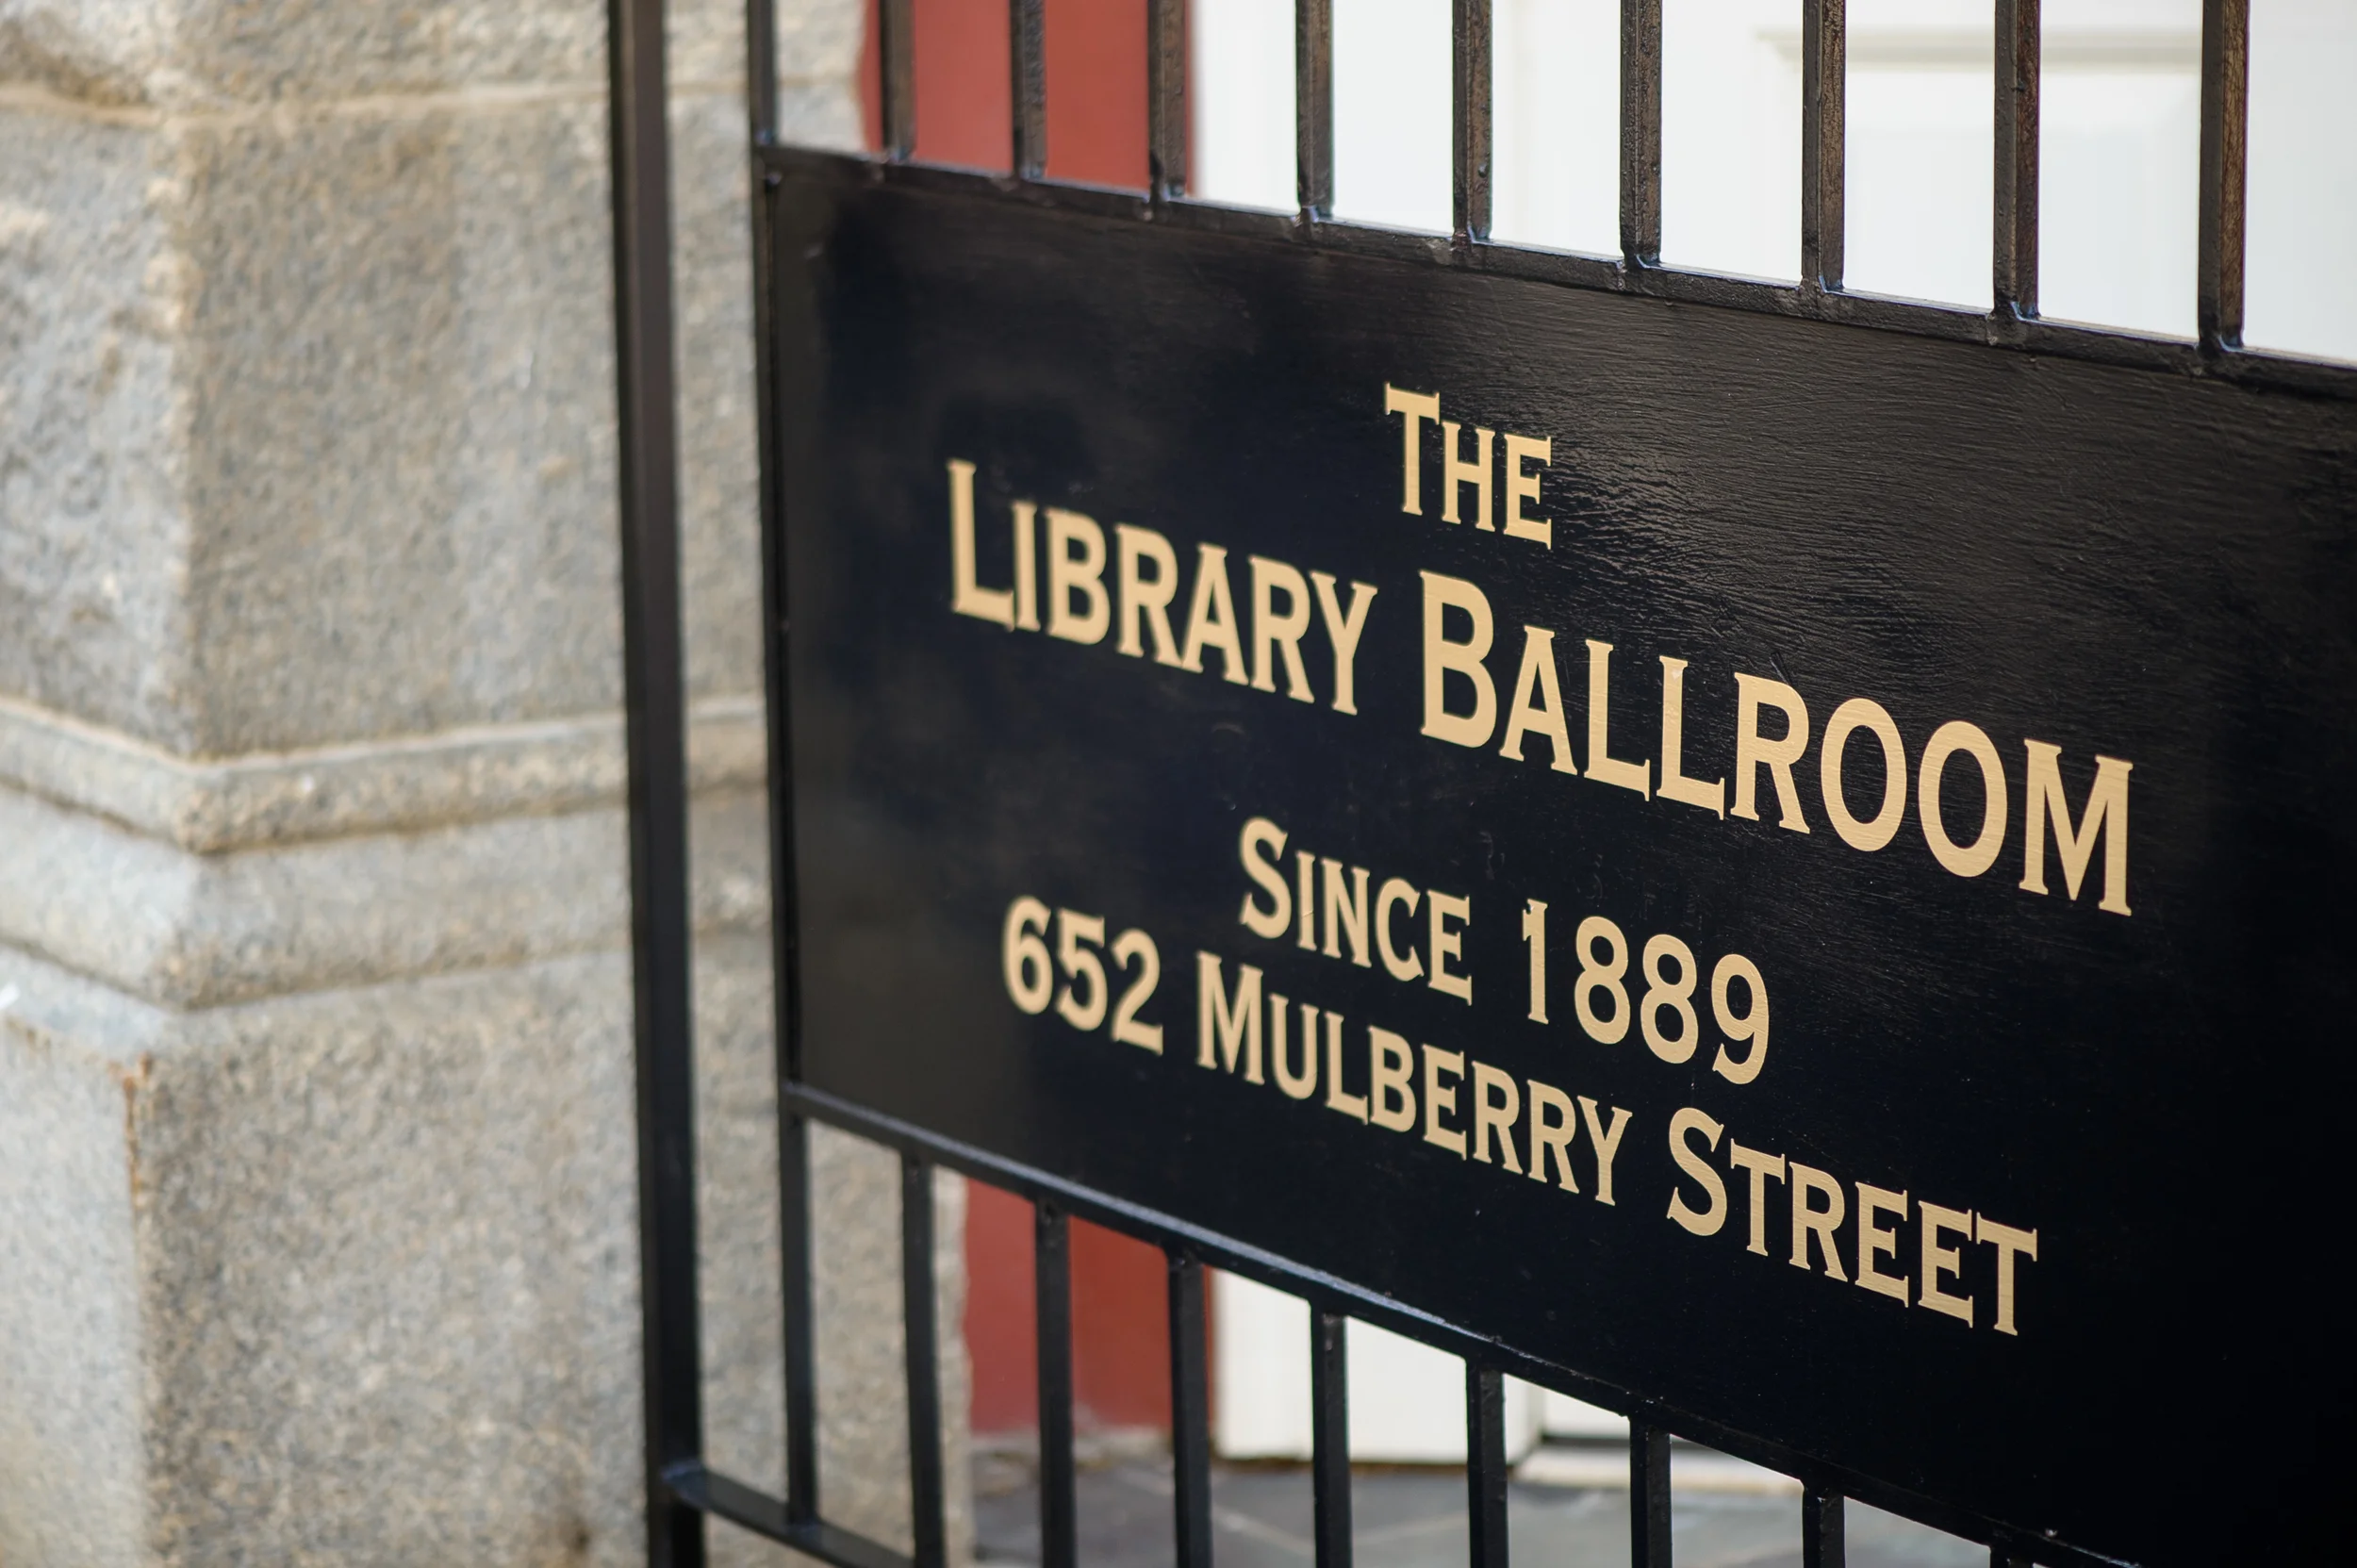 THE
LIBRARY BALLROOM
SINCE 1889
652 MULBERRY STREET